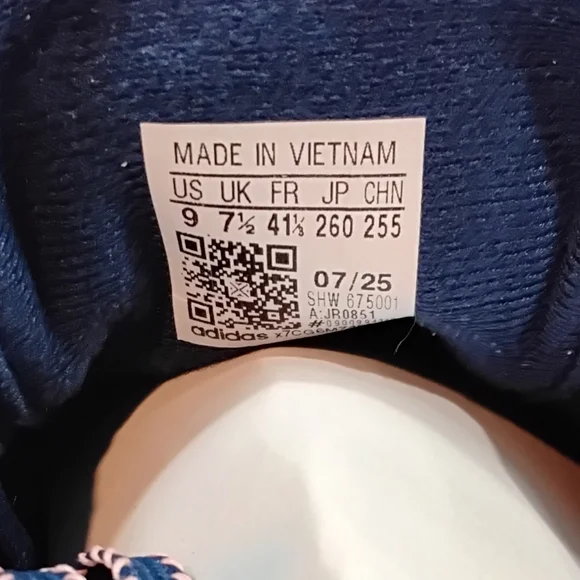 MADE IN VIETNAM
US UK FR JP CHN
9 7½ 41⅓ 260 255
07/25
SHW 675001
A:JR0851
adidas